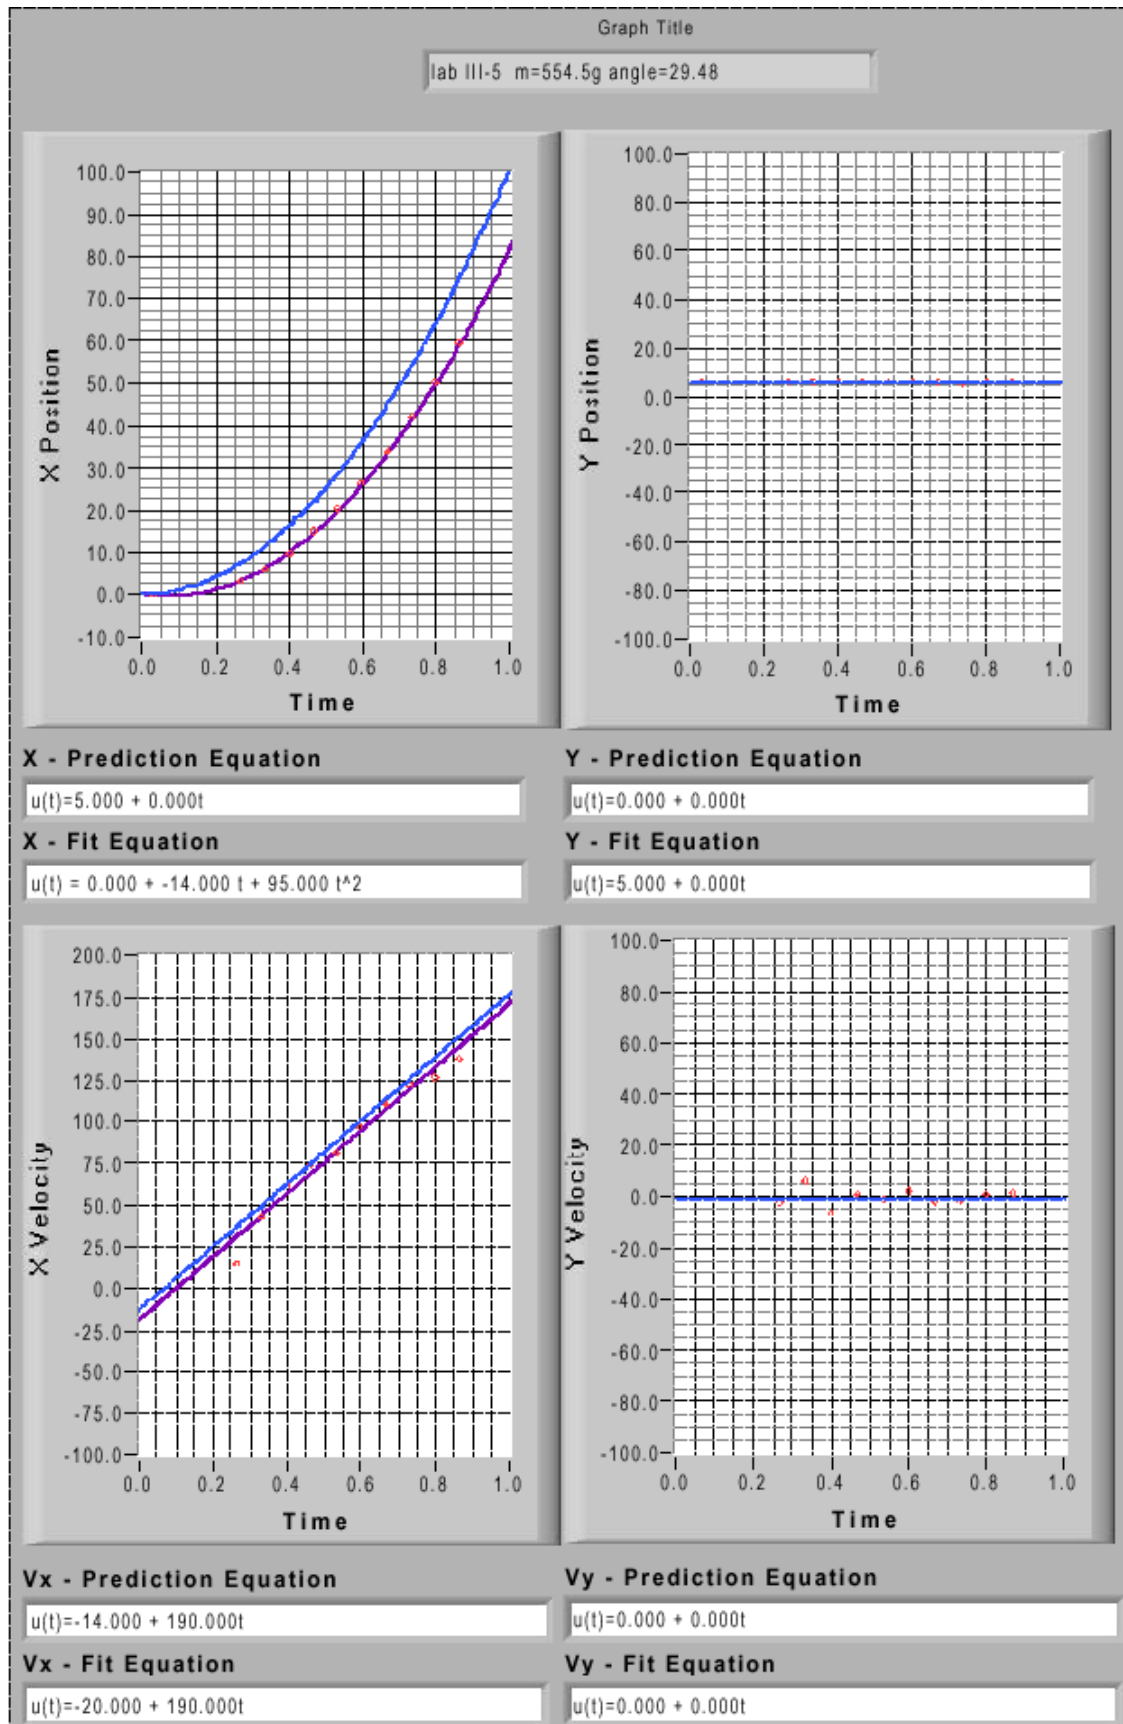 Graph Title
lab III-5 m=554.5g angle=29.48
X Position
100.0
90.0
80.0
70.0
60.0
50.0
40.0
30.0
20.0
10.0
0.0
-10.0
0.0 0.2 0.4 0.6 0.8 1.0
Time
Y Position
100.0
80.0
60.0
40.0
20.0
0.0
-20.0
-40.0
-60.0
-80.0
-100.0
0.0 0.2 0.4 0.6 0.8 1.0
Time
X - Prediction Equation
u(t)=5.000 + 0.000t
X - Fit Equation
u(t) = 0.000 + -14.000 t + 95.000 t^2
Y - Prediction Equation
u(t)=0.000 + 0.000t
Y - Fit Equation
u(t)=5.000 + 0.000t
X Velocity
200.0
175.0
150.0
125.0
100.0
75.0
50.0
25.0
0.0
-25.0
-50.0
-75.0
-100.0
0.0 0.2 0.4 0.6 0.8 1.0
Time
Y Velocity
100.0
80.0
60.0
40.0
20.0
0.0
-20.0
-40.0
-60.0
-80.0
-100.0
0.0 0.2 0.4 0.6 0.8 1.0
Time
Vx - Prediction Equation
u(t)=-14.000 + 190.000t
Vx - Fit Equation
u(t)=-20.000 + 190.000t
Vy - Prediction Equation
u(t)=0.000 + 0.000t
Vy - Fit Equation
u(t)=0.000 + 0.000t